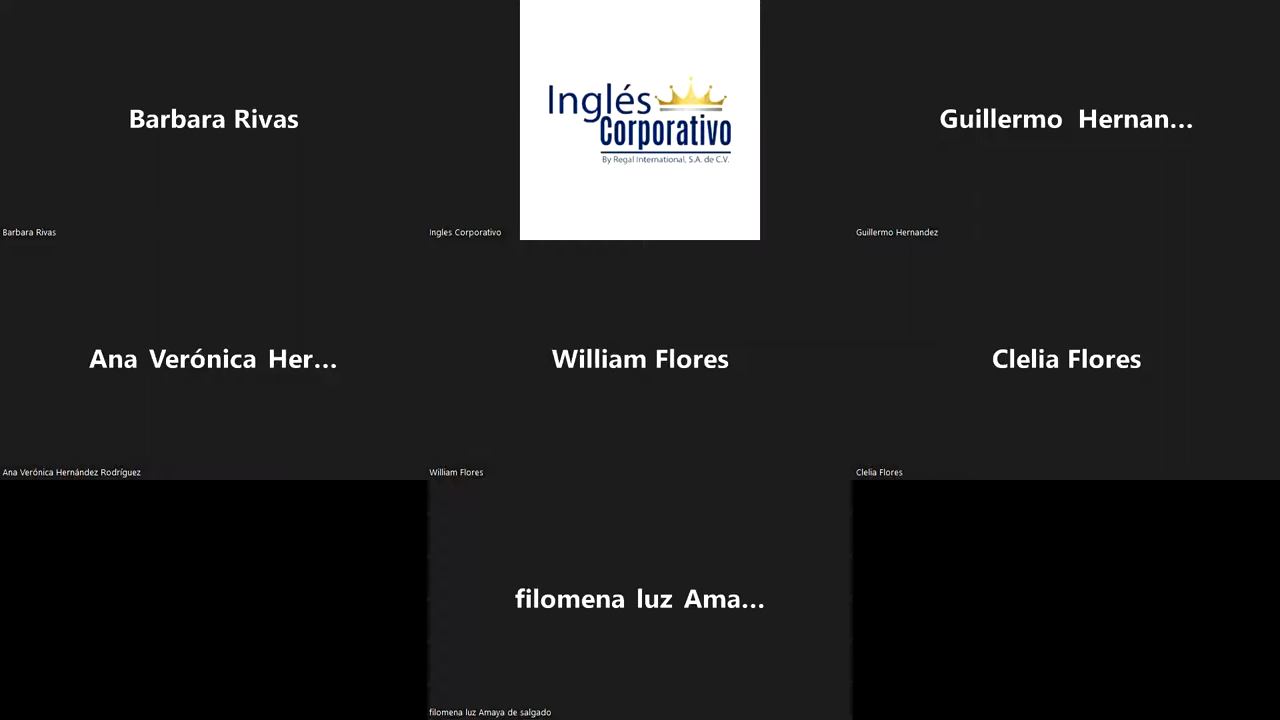 Barbara Rivas
Barbara Rivas
Inglés
Corporativo
By Regal International, S.A. de C.V.
Ingles Corporativo
Guillermo Hernan...
Guillermo Hernandez
Ana Verónica Her...
Ana Verónica Hernández Rodríguez
William Flores
William Flores
Clelia Flores
Clelia Flores
filomena luz Ama...
filomena luz Amaya de salgado